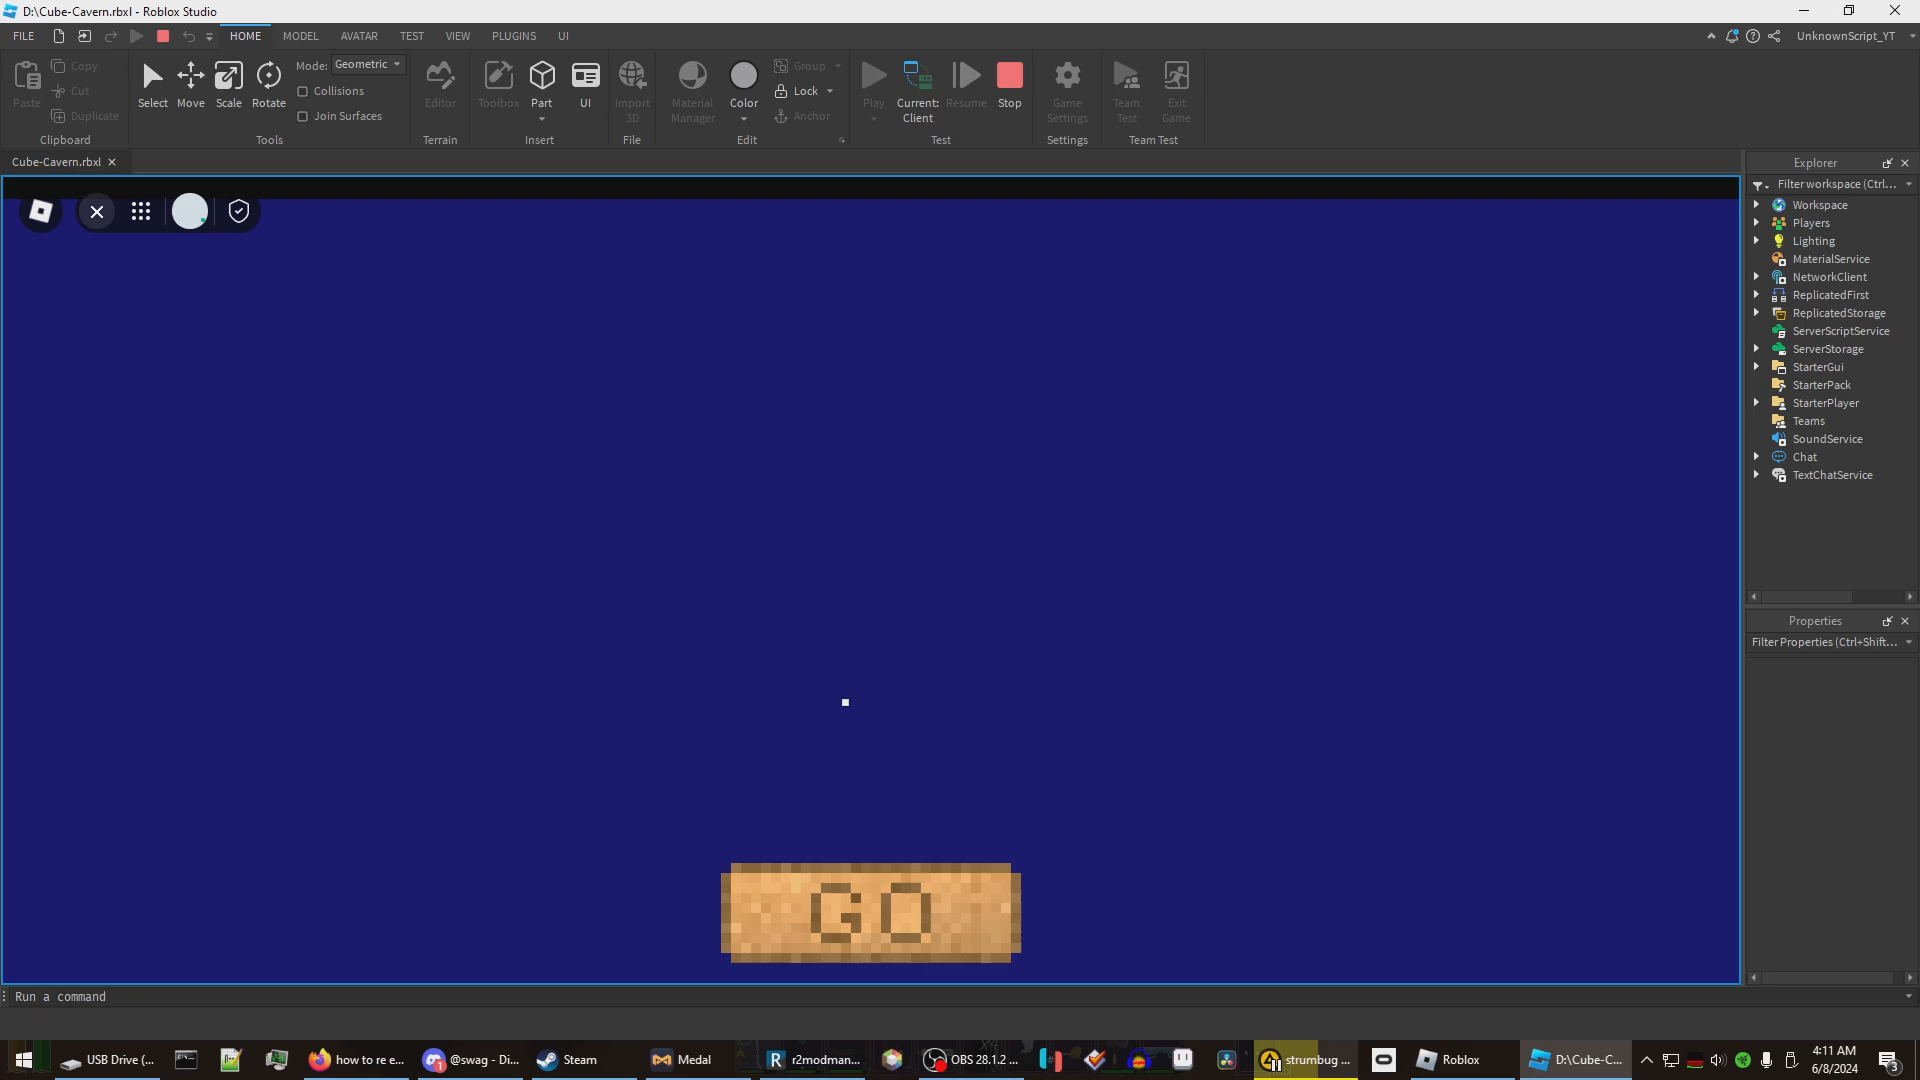 D:\Cube-Cavern.rbxl - Roblox Studio
FILE HOME MODEL AVATAR TEST VIEW PLUGINS UI UnknownScript_YT
Paste Copy Cut Duplicate Clipboard
Select Move Scale Rotate Mode: Geometric Collisions Join Surfaces Tools
Editor Terrain
Toolbox Part UI Insert
Import 3D File
Material Manager Color Group Lock Anchor Edit
Play Current: Client Resume Stop Test
Game Settings Settings
Team Test Exit Game Team Test
Cube-Cavern.rbxl
Explorer
Filter workspace (Ctrl...
Workspace
Players
Lighting
MaterialService
NetworkClient
ReplicatedFirst
ReplicatedStorage
ServerScriptService
ServerStorage
StarterGui
StarterPack
StarterPlayer
Teams
SoundService
Chat
TextChatService
Properties
Filter Properties (Ctrl+Shift...
GO
Run a command
USB Drive (... how to re e... @swag - Di... Steam Medal r2modman... OBS 28.1.2 ... strumbug ... Roblox D:\Cube-C...
4:11 AM
6/8/2024
3